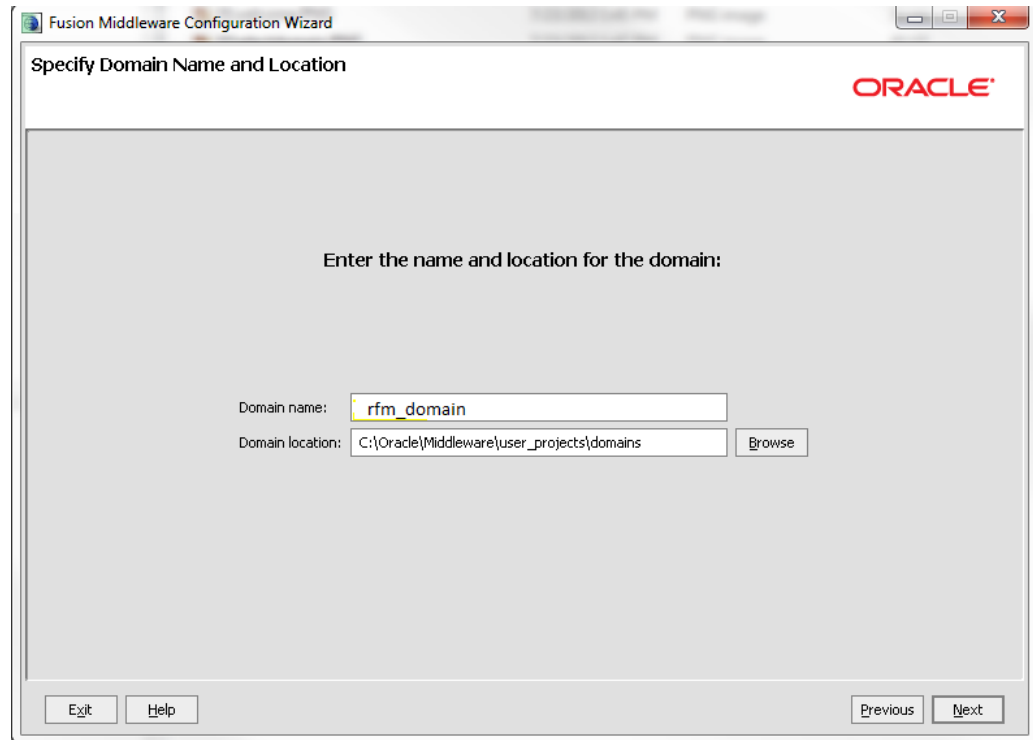 Fusion Middleware Configuration Wizard
Specify Domain Name and Location
ORACLE
Enter the name and location for the domain:
Domain name: rfm_domain
Domain location: C:\Oracle\Middleware\user_projects\domains Browse
Exit Help Previous Next